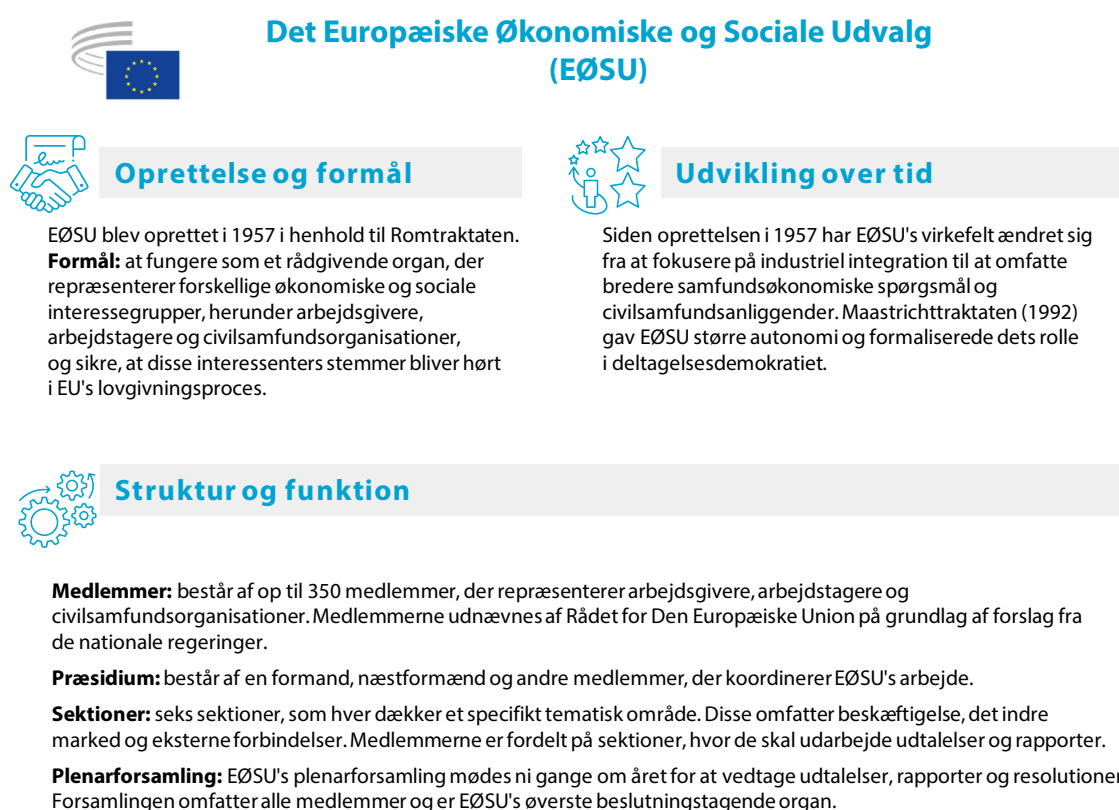 Det Europæiske Økonomiske og Sociale Udvalg
(EØSU)
Oprettelse og formål
EØSU blev oprettet i 1957 i henhold til Romtraktaten.
Formål: at fungere som et rådgivende organ, der
repræsenterer forskellige økonomiske og sociale
interessegrupper, herunder arbejdsgivere,
arbejdstagere og civilsamfundsorganisationer,
og sikre, at disse interessenters stemmer bliver hørt
i EU's lovgivningsproces.
Udvikling over tid
Siden oprettelsen i 1957 har EØSU's virkefelt ændret sig
fra at fokusere på industriel integration til at omfatte
bredere samfundsøkonomiske spørgsmål og
civilsamfundsanliggender. Maastrichttraktaten (1992)
gav EØSU større autonomi og formaliserede dets rolle
i deltagelsesdemokratiet.
Struktur og funktion
Medlemmer: består af op til 350 medlemmer, der repræsenterer arbejdsgivere, arbejdstagere og
civilsamfundsorganisationer. Medlemmerne udnævnes af Rådet for Den Europæiske Union på grundlag af forslag fra
de nationale regeringer.
Præsidium: består af en formand, næstformænd og andre medlemmer, der koordinerer EØSU's arbejde.
Sektioner: seks sektioner, som hver dækker et specifikt tematisk område. Disse omfatter beskæftigelse, det indre
marked og eksterne forbindelser. Medlemmerne er fordelt på sektioner, hvor de skal udarbejde udtalelser og rapporter.
Plenarforsamling: EØSU's plenarforsamling mødes ni gange om året for at vedtage udtalelser, rapporter og resolutioner
Forsamlingen omfatter alle medlemmer og er EØSU's øverste beslutningstagende organ.